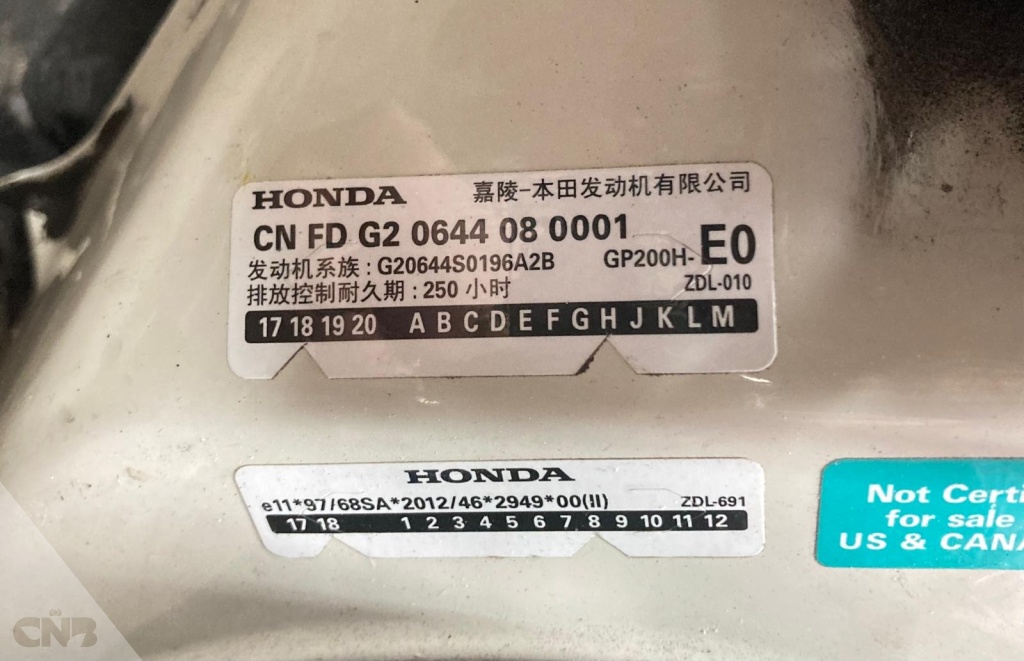 HONDA 嘉陵-本田发动机有限公司
CN FD G2 0644 08 0001
发动机系族:G20644S0196A2B GP200H-E0
排放控制耐久期:250 小时 ZDL-010
17 18 19 20 A B C D E F G H J K L M
HONDA
e11*97/68SA*2012/46*2949*00(II) ZDL-691
17 18 1 2 3 4 5 6 7 8 9 10 11 12
Not Certi
for sale
US & CANA
CNB